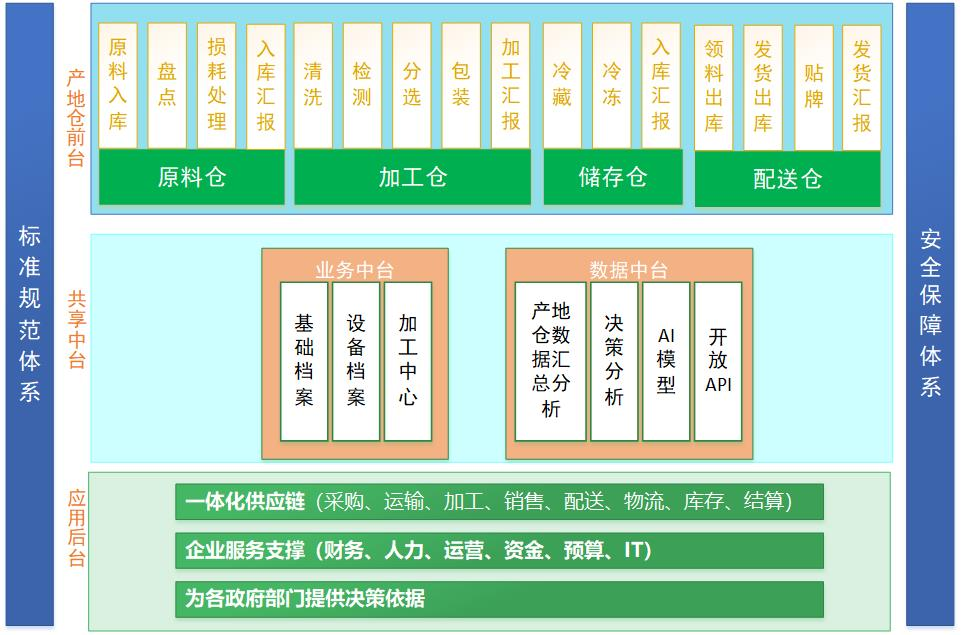 标准规范体系
产地仓前台
原料入库
盘点
损耗处理
入库汇报
原料仓
清洗
检测
分选
包装
加工汇报
加工仓
冷藏
冷冻
入库汇报
储存仓
领料出库
发货出库
贴牌
发货汇报
配送仓
共享中台
业务中台
基础档案
设备档案
加工中心
数据中台
产地
仓数
据汇
总分
析
决策分析
AI
模
型
开
放
API
应用后台
一体化供应链（采购、运输、加工、销售、配送、物流、库存、结算）
企业服务支撑（财务、人力、运营、资金、预算、IT）
为各政府部门提供决策依据
安全保障体系